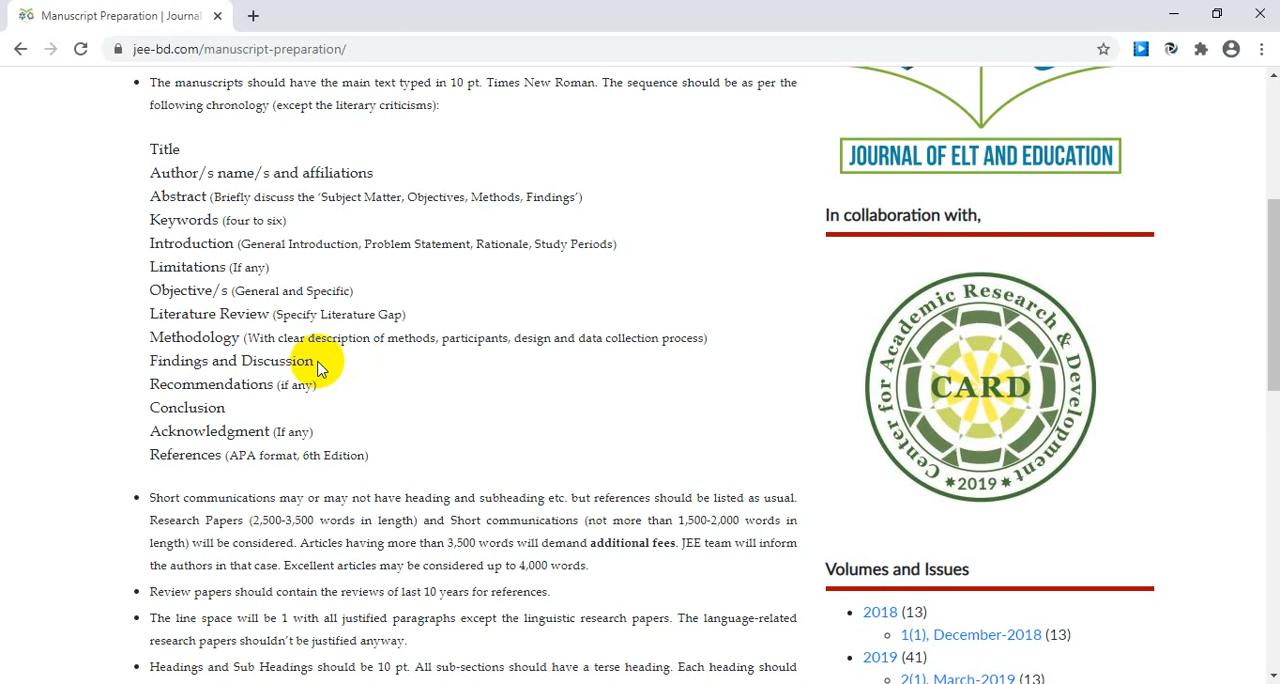 Manuscript Preparation | Journal
jee-bd.com/manuscript-preparation/
The manuscripts should have the main text typed in 10 pt. Times New Roman. The sequence should be as per the
following chronology (except the literary criticisms):
Title
Author/s name/s and affiliations
Abstract (Briefly discuss the ‘Subject Matter, Objectives, Methods, Findings’)
Keywords (four to six)
Introduction (General Introduction, Problem Statement, Rationale, Study Periods)
Limitations (If any)
Objective/s (General and Specific)
Literature Review (Specify Literature Gap)
Methodology (With clear description of methods, participants, design and data collection process)
Findings and Discussion
Recommendations (if any)
Conclusion
Acknowledgment (If any)
References (APA format, 6th Edition)
Short communications may or may not have heading and subheading etc. but references should be listed as usual.
Research Papers (2,500-3,500 words in length) and Short communications (not more than 1,500-2,000 words in
length) will be considered. Articles having more than 3,500 words will demand additional fees. JEE team will inform
the authors in that case. Excellent articles may be considered up to 4,000 words.
Review papers should contain the reviews of last 10 years for references.
The line space will be 1 with all justified paragraphs except the linguistic research papers. The language-related
research papers shouldn’t be justified anyway.
Headings and Sub Headings should be 10 pt. All sub-sections should have a terse heading. Each heading should
JOURNAL OF ELT AND EDUCATION
In collaboration with,
Center for Academic Research & Development
CARD
2019
Volumes and Issues
2018 (13)
1(1), December-2018 (13)
2019 (41)
2(1), March-2019 (13)